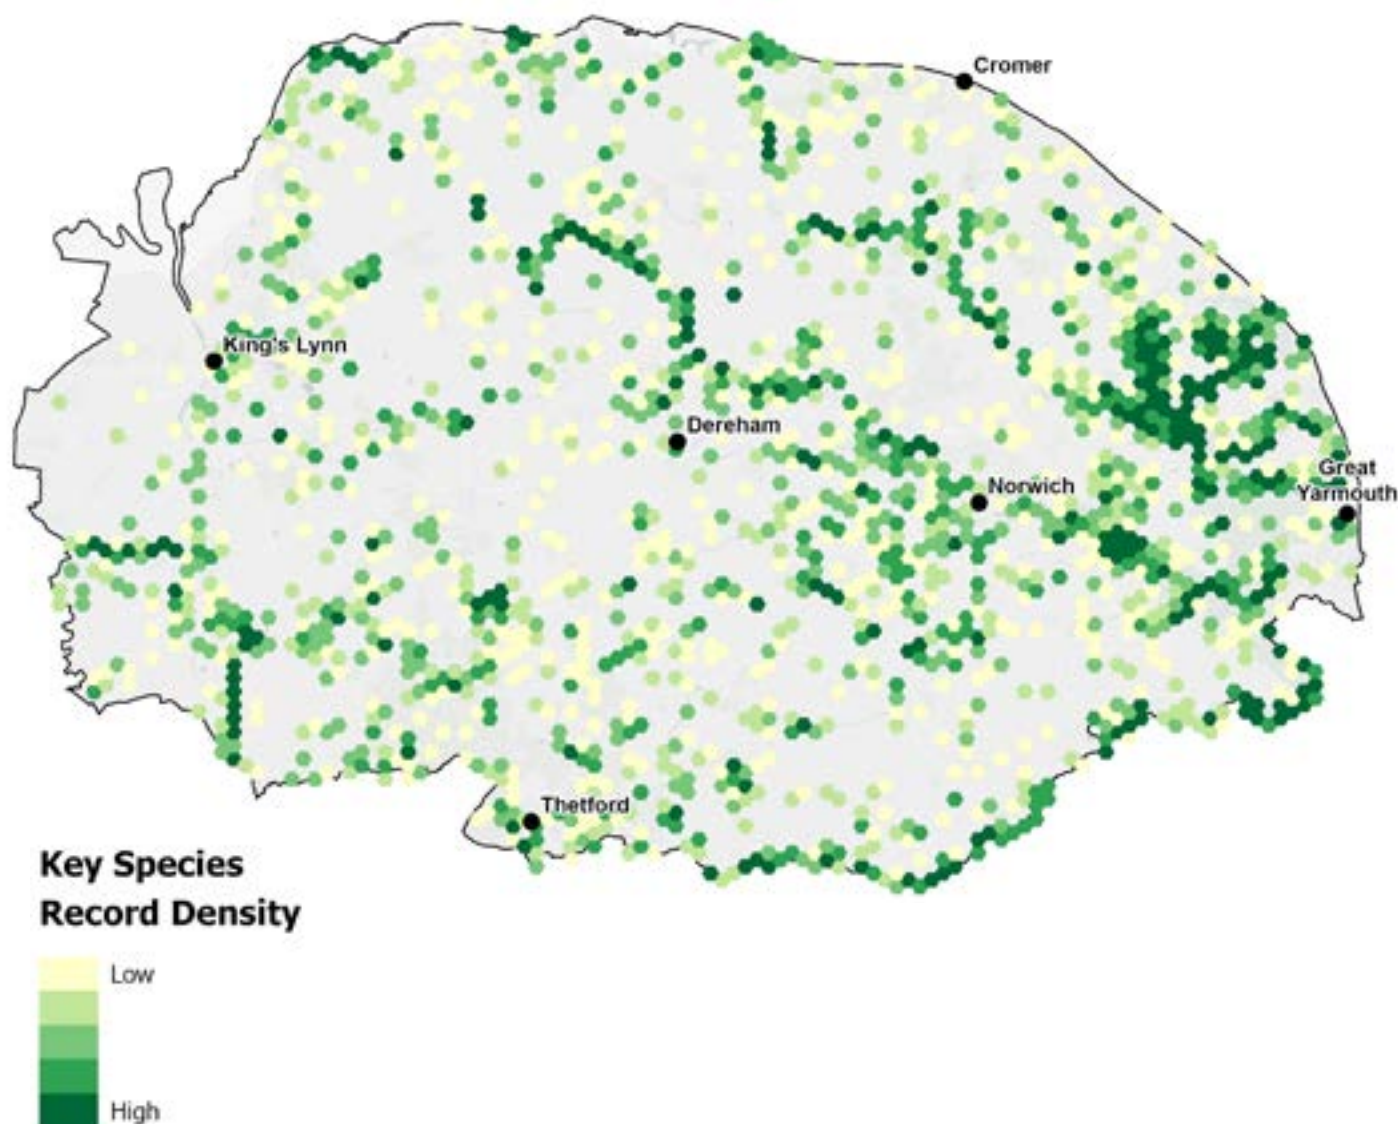 Cromer
King's Lynn
Dereham
Norwich
Great
Yarmouth
Thetford
Key Species
Record Density
Low
High